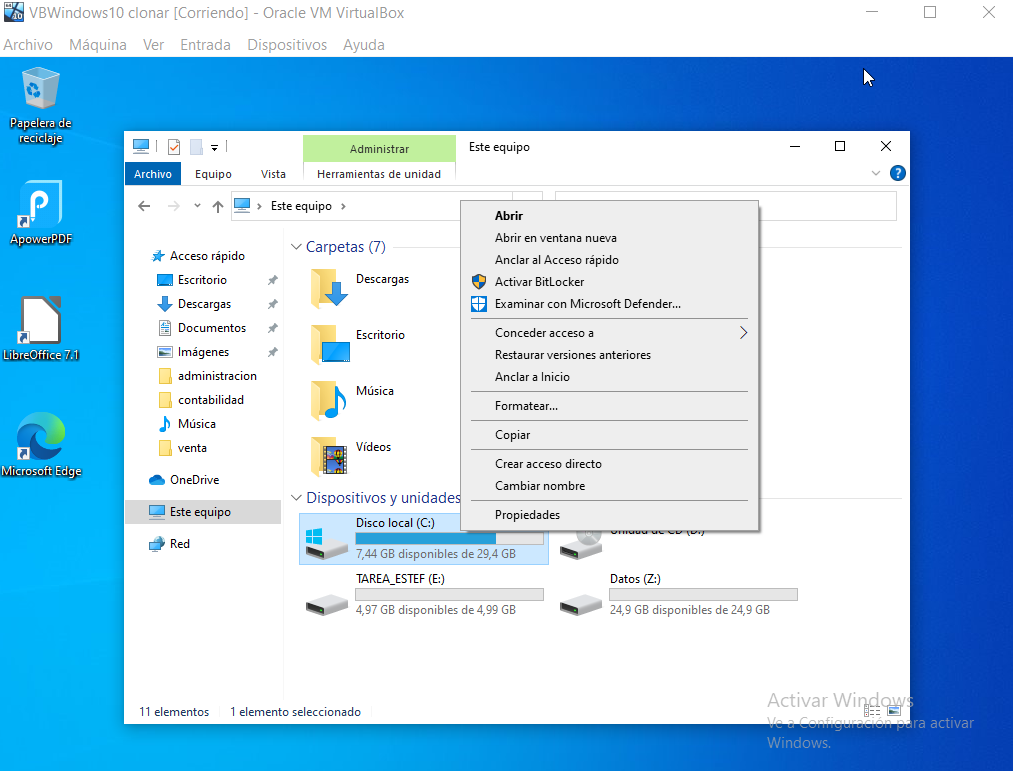 VBWindows10 clonar [Corriendo] - Oracle VM VirtualBox
Archivo Máquina Ver Entrada Dispositivos Ayuda
Papelera de
reciclaje
ApowerPDF
LibreOffice 7.1
Microsoft Edge
Administrar
Este equipo
Archivo Equipo Vista Herramientas de unidad
Este equipo
Acceso rápido
Escritorio
Descargas
Documentos
Imágenes
administracion
contabilidad
Música
venta
OneDrive
Este equipo
Red
Carpetas (7)
Descargas
Escritorio
Música
Vídeos
Dispositivos y unidades
Disco local (C:)
7,44 GB disponibles de 29,4 GB
Unidad de CD (D:)
TAREA_ESTEF (E:)
4,97 GB disponibles de 4,99 GB
Datos (Z:)
24,9 GB disponibles de 24,9 GB
Abrir
Abrir en ventana nueva
Anclar al Acceso rápido
Activar BitLocker
Examinar con Microsoft Defender...
Conceder acceso a
Restaurar versiones anteriores
Anclar a Inicio
Formatear...
Copiar
Crear acceso directo
Cambiar nombre
Propiedades
11 elementos 1 elemento seleccionado
Activar Windows
Ve a Configuración para activar
Windows.